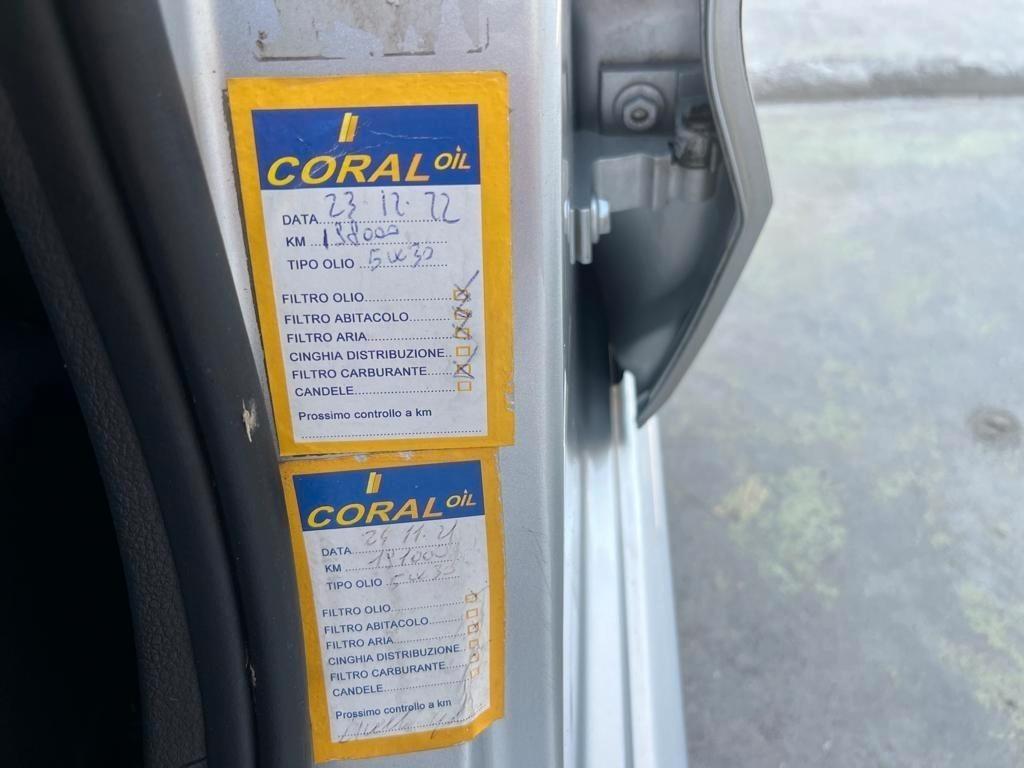 CORAL OIL
DATA 23.12.22
KM 198000
TIPO OLIO 5W30
FILTRO OLIO
FILTRO ABITACOLO
FILTRO ARIA
CINGHIA DISTRIBUZIONE
FILTRO CARBURANTE
CANDELE
Prossimo controllo a km
CORAL OIL
DATA
KM
TIPO OLIO 5W30
FILTRO OLIO
FILTRO ABITACOLO
FILTRO ARIA
CINGHIA DISTRIBUZIONE
FILTRO CARBURANTE
CANDELE
Prossimo controllo a km